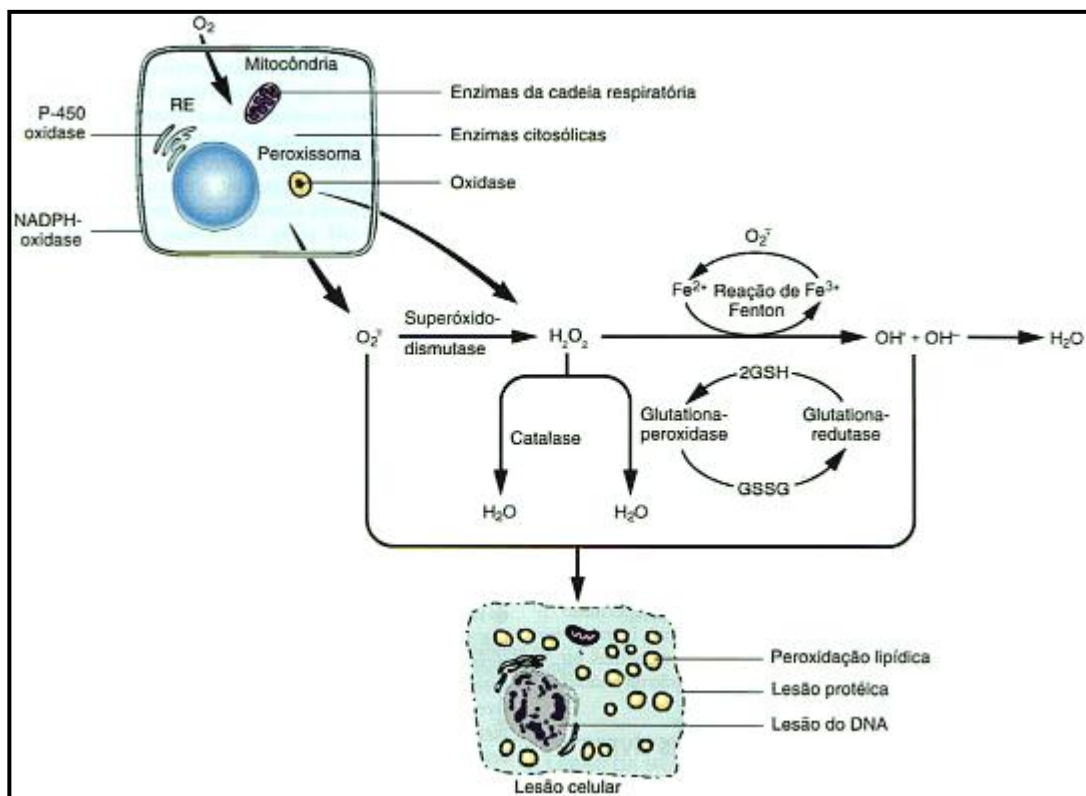 O₂
Mitocôndria
Enzimas da cadeia respiratória
RE
P-450
oxidase
Enzimas citosólicas
Peroxissoma
Oxidase
NADPH-
oxidase
O₂⁻
Fe²⁺ Reação de Fe³⁺
Fenton
Superóxido-
dismutase
H₂O₂
OH• + OH⁻
H₂O
2GSH
Glutationa-
peroxidase
Glutationa-
redutase
GSSG
Catalase
H₂O
H₂O
Peroxidação lipídica
Lesão protéica
Lesão do DNA
Lesão celular